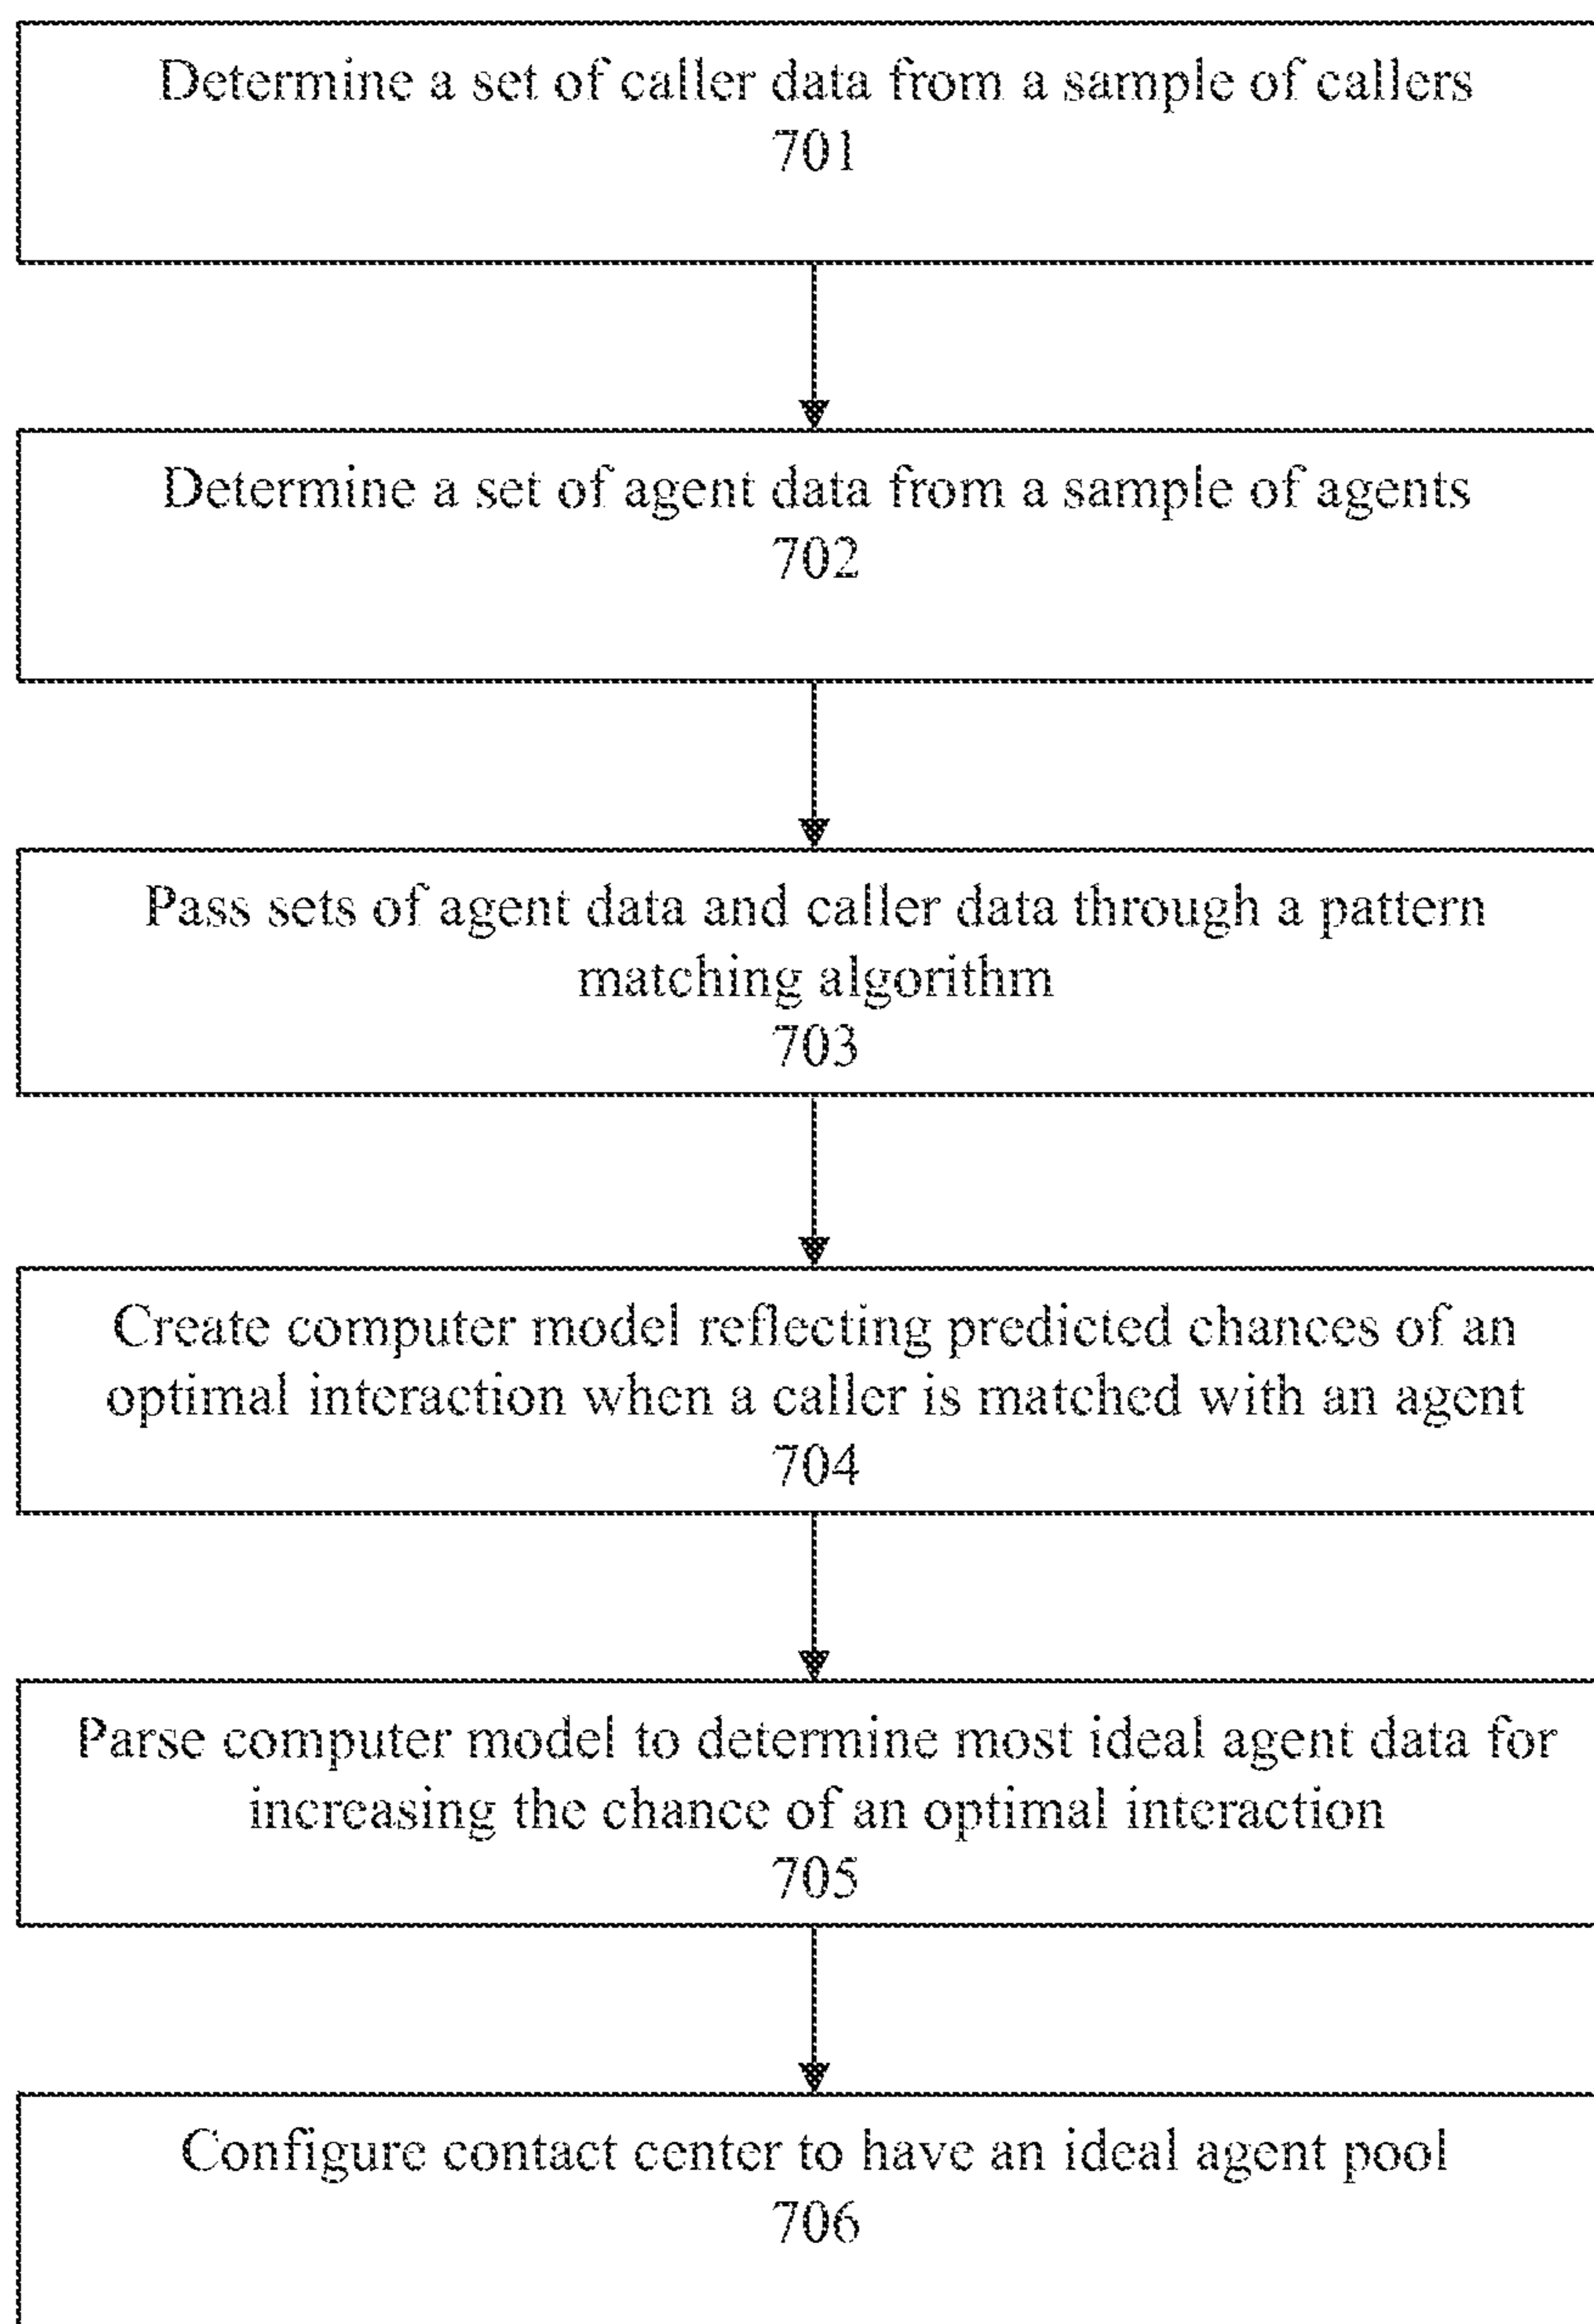 Determine a set of caller data from a sample of callers
701
Determine a set of agent data from a sample of agents
702
Pass sets of agent data and caller data through a pattern
matching algorithm
703
Create computer model reflecting predicted chances of an
optimal interaction when a caller is matched with an agent
704
Parse computer model to determine most ideal agent data for
increasing the chance of an optimal interaction
705
Configure contact center to have an ideal agent pool
706